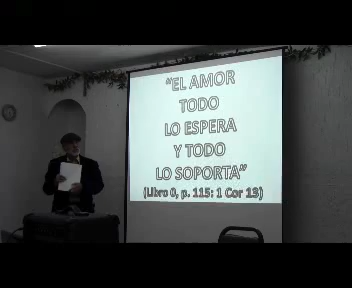 “EL AMOR
TODO
LO ESPERA
Y TODO
LO SOPORTA”
(Libro 0, p. 115: 1 Cor 13)